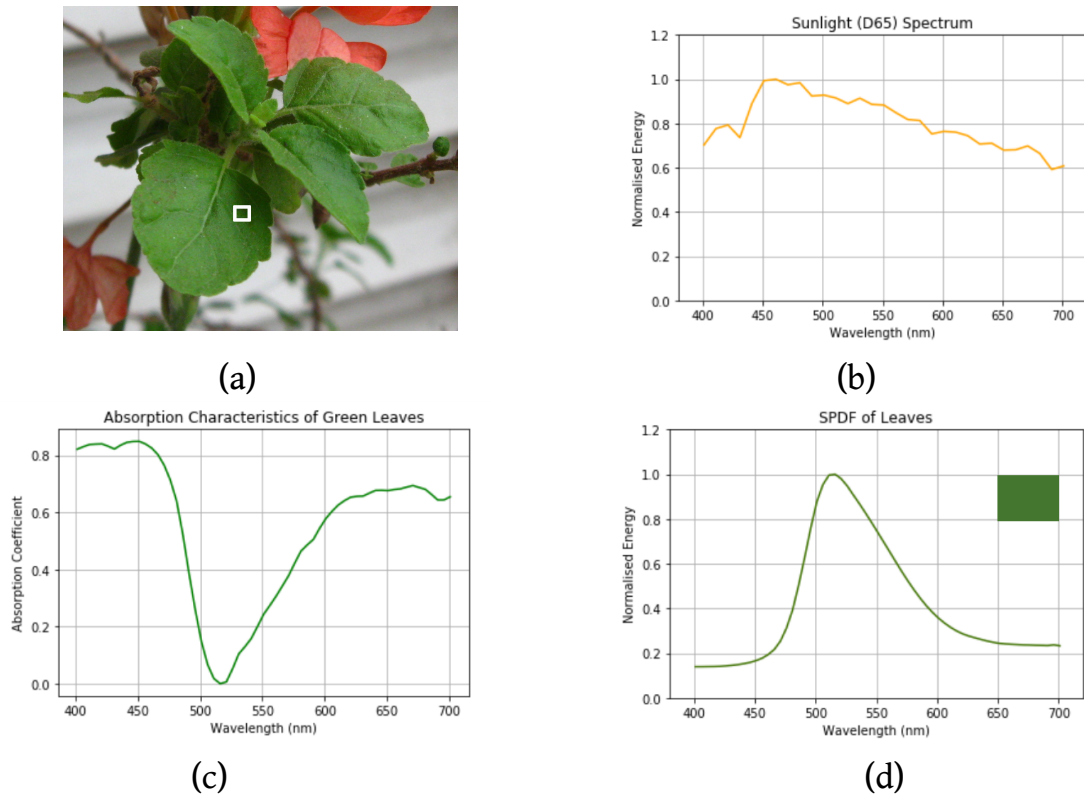 Sunlight (D65) Spectrum
1.2
1.0
0.8
0.6
0.4
0.2
0.0
Normalised Energy
400 450 500 550 600 650 700
Wavelength (nm)
(a)
(b)
Absorption Characteristics of Green Leaves
0.8
0.6
0.4
0.2
0.0
Absorption Coefficient
400 450 500 550 600 650 700
Wavelength (nm)
SPDF of Leaves
1.2
1.0
0.8
0.6
0.4
0.2
0.0
Normalised Energy
400 450 500 550 600 650 700
Wavelength (nm)
(c)
(d)